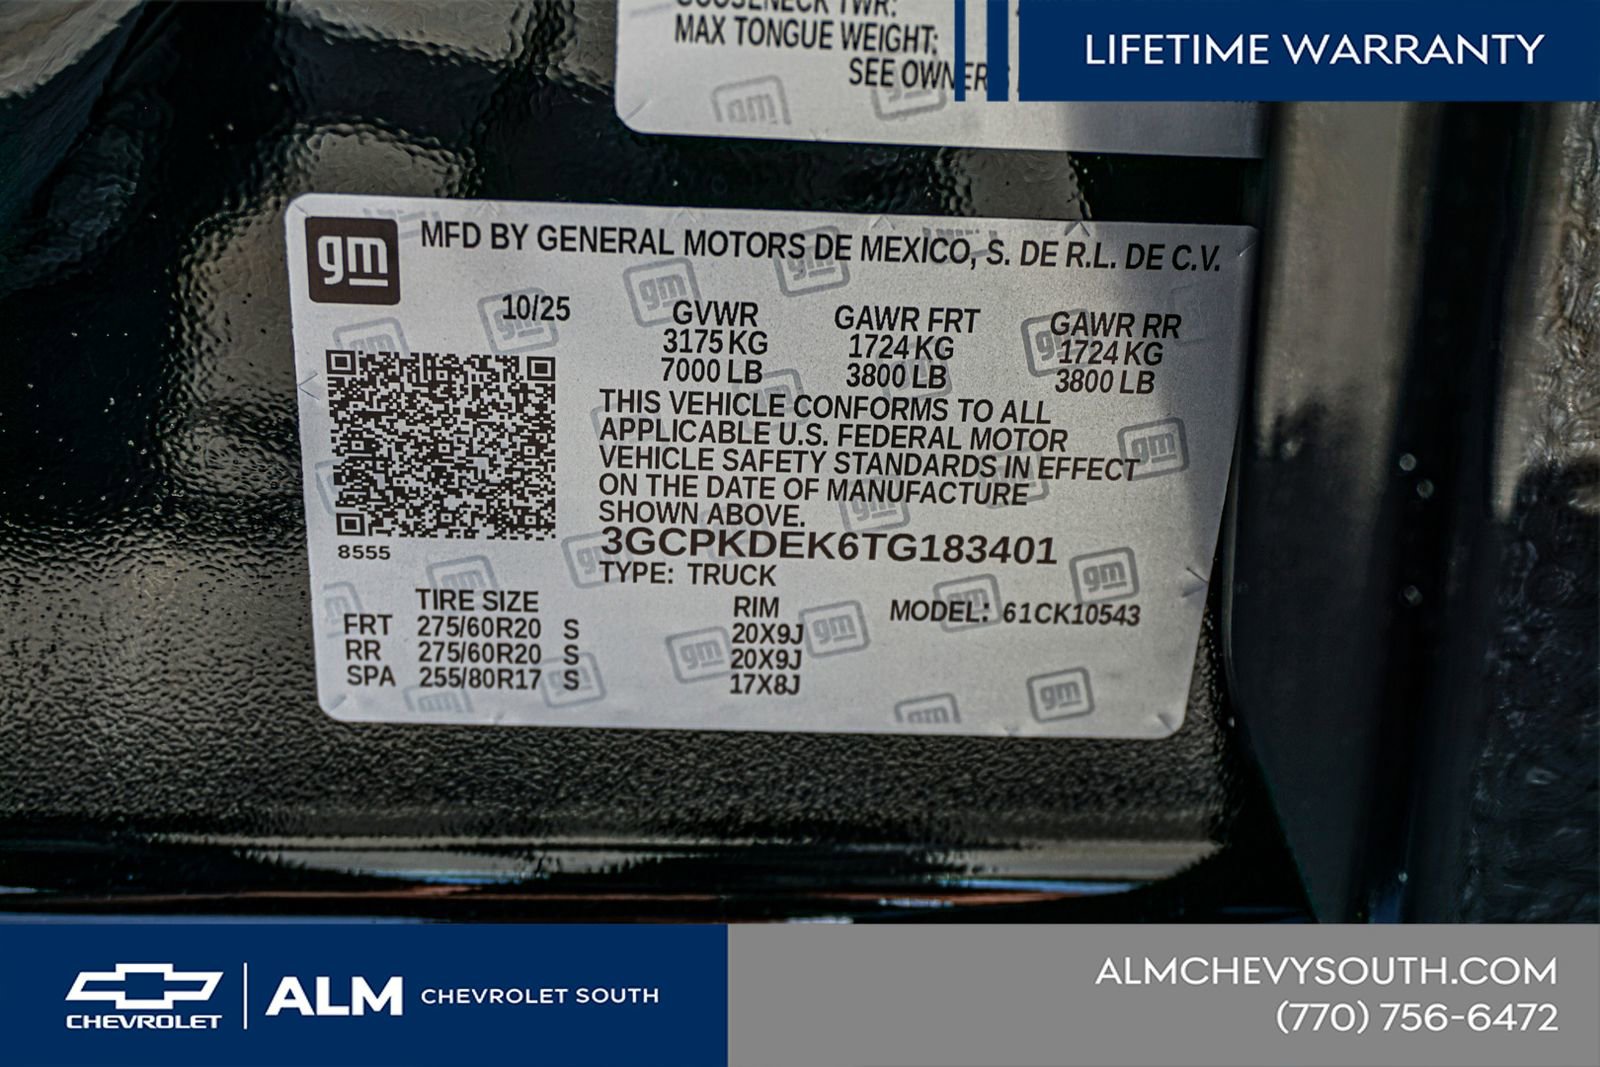 GOOSENECK TWR:
MAX TONGUE WEIGHT:
SEE OWNER
LIFETIME WARRANTY
gm
MFD BY GENERAL MOTORS DE MEXICO, S. DE R.L. DE C.V.
10/25
GVWR GAWR FRT GAWR RR
3175 KG 1724 KG 1724 KG
7000 LB 3800 LB 3800 LB
THIS VEHICLE CONFORMS TO ALL
APPLICABLE U.S. FEDERAL MOTOR
VEHICLE SAFETY STANDARDS IN EFFECT
ON THE DATE OF MANUFACTURE
SHOWN ABOVE.
8555
3GCPKDEK6TG183401
TYPE: TRUCK
TIRE SIZE RIM MODEL: 61CK10543
FRT 275/60R20 S 20X9J
RR 275/60R20 S 20X9J
SPA 255/80R17 S 17X8J
CHEVROLET
ALM CHEVROLET SOUTH
ALMCHEVYSOUTH.COM
(770) 756-6472